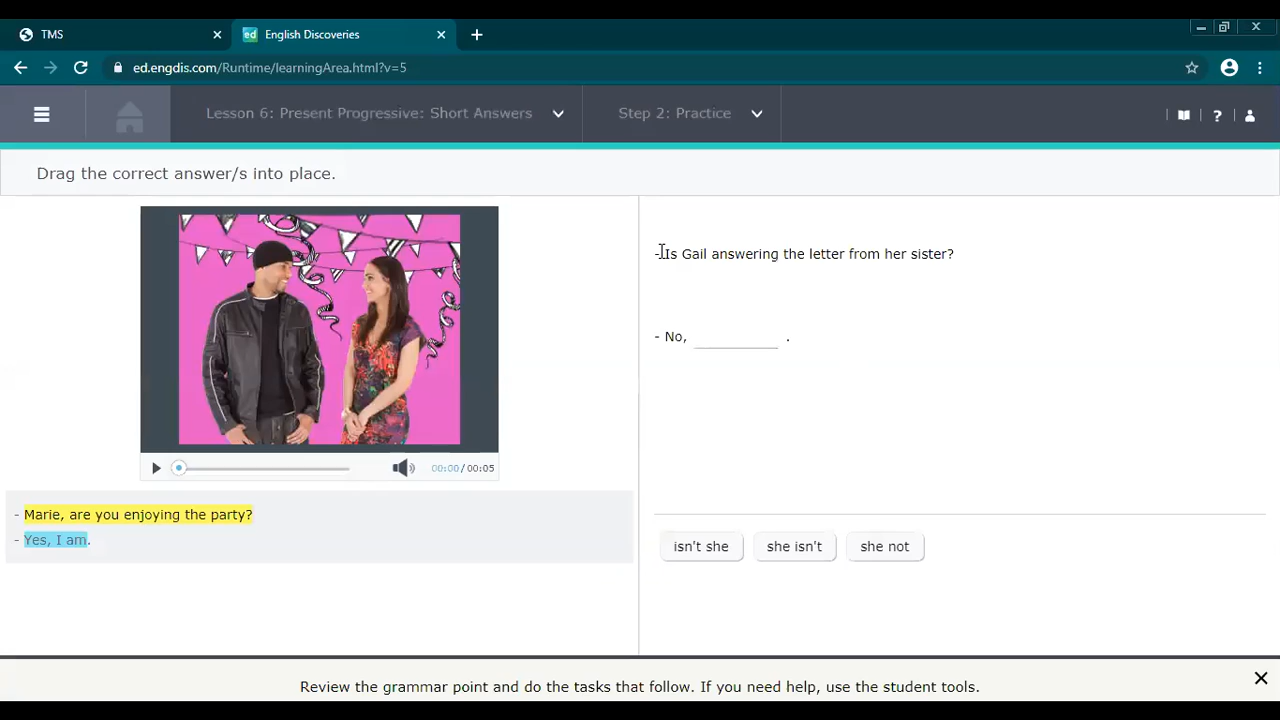 TMS
English Discoveries
ed.engdis.com/Runtime/learningArea.html?v=5
Lesson 6: Present Progressive: Short Answers
Step 2: Practice
?
Drag the correct answer/s into place.
00:00 / 00:05
- Marie, are you enjoying the party?
- Yes, I am.
- Is Gail answering the letter from her sister?
- No, __________ .
isn't she
she isn't
she not
Review the grammar point and do the tasks that follow. If you need help, use the student tools.